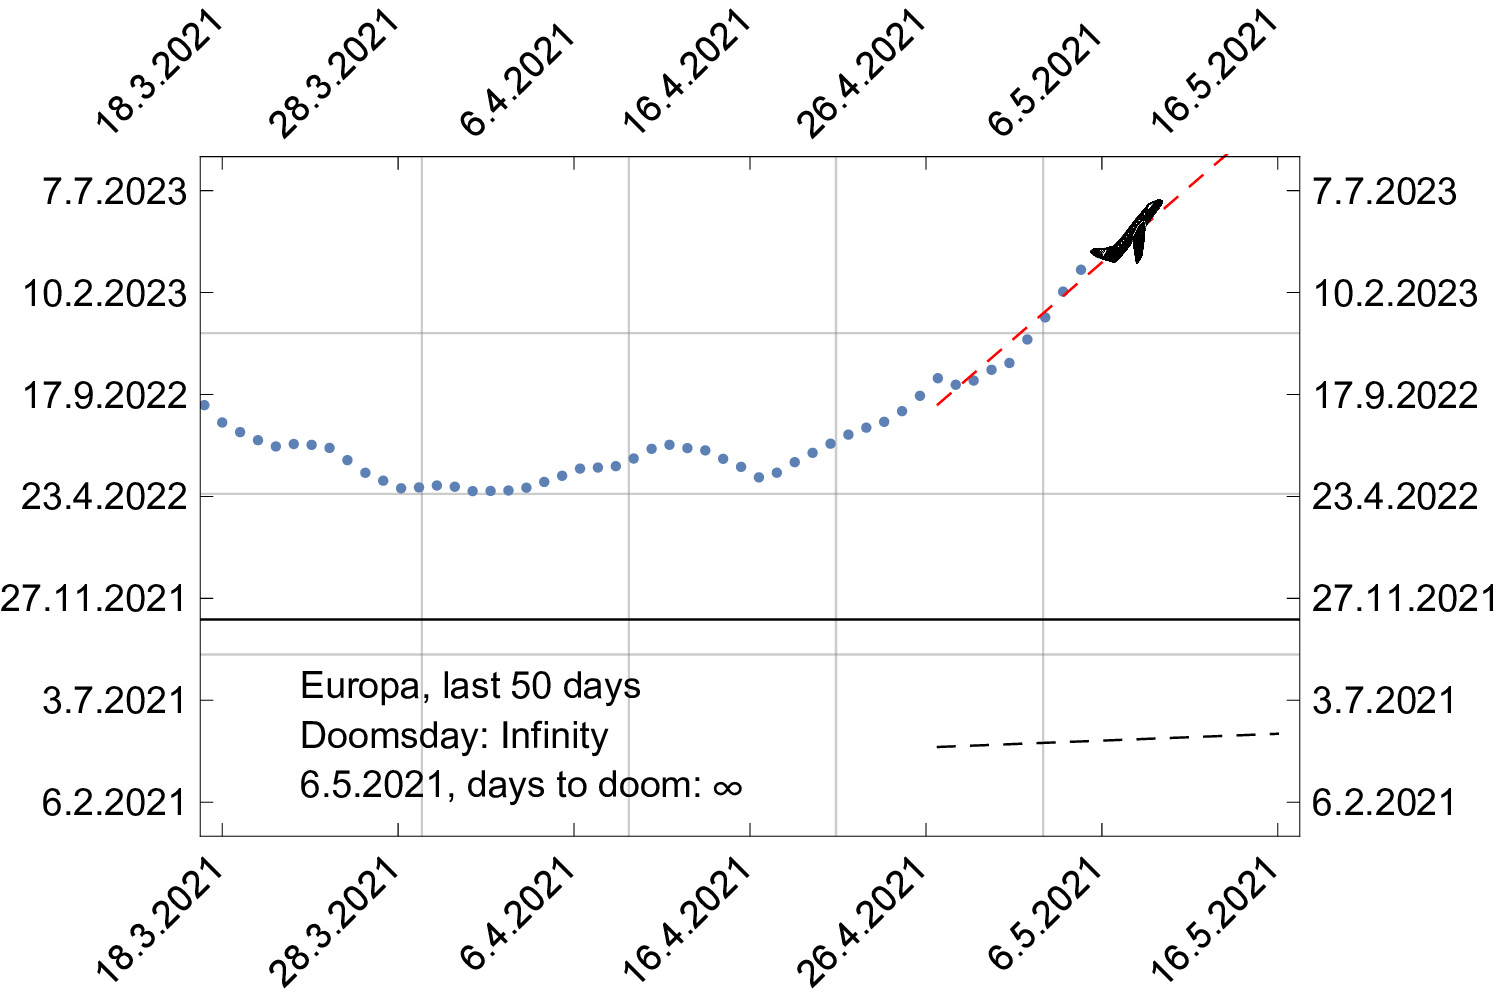 18.3.2021 28.3.2021 6.4.2021 16.4.2021 26.4.2021 6.5.2021 16.5.2021
7.7.2023 7.7.2023
10.2.2023 10.2.2023
17.9.2022 17.9.2022
23.4.2022 23.4.2022
27.11.2021 27.11.2021
3.7.2021 3.7.2021
6.2.2021 6.2.2021
Europa, last 50 days
Doomsday: Infinity
6.5.2021, days to doom: ∞
18.3.2021 28.3.2021 6.4.2021 16.4.2021 26.4.2021 6.5.2021 16.5.2021